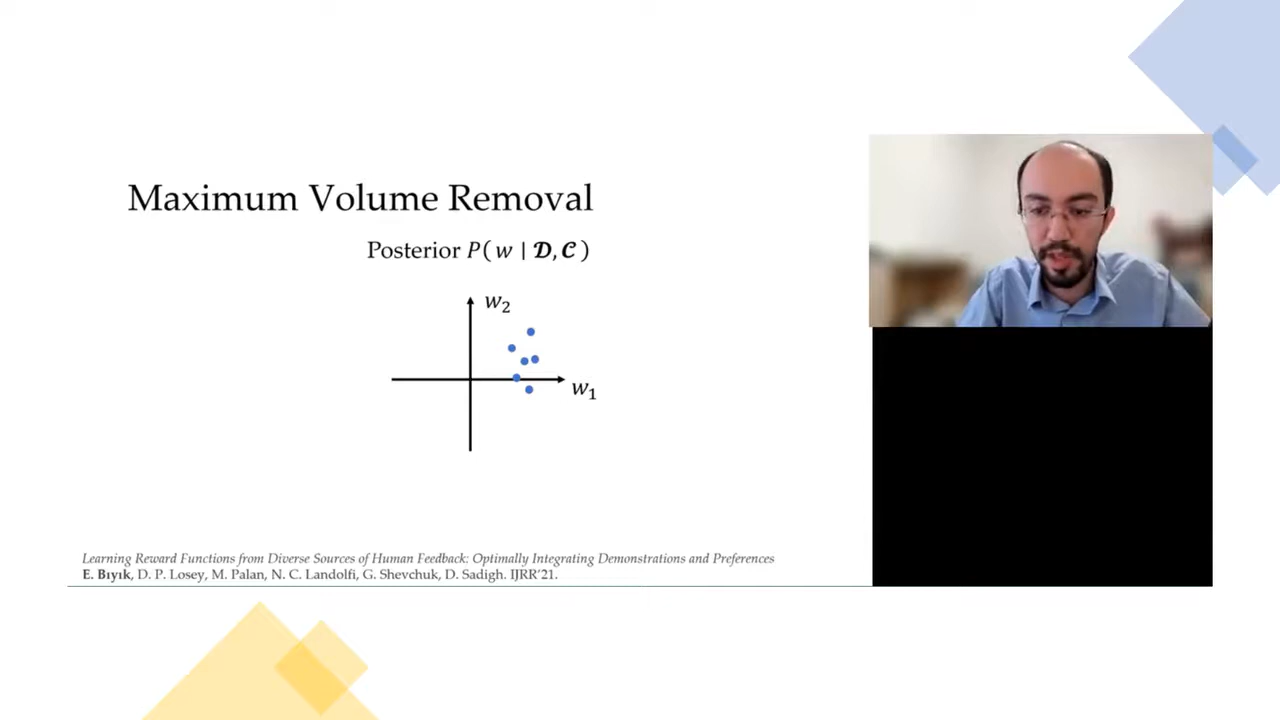 Maximum Volume Removal
Posterior P( w | 𝓓, 𝓒 )
w₂
w₁
Learning Reward Functions from Diverse Sources of Human Feedback: Optimally Integrating Demonstrations and Preferences
E. Bıyık, D. P. Losey, M. Palan, N. C. Landolfi, G. Shevchuk, D. Sadigh. IJRR'21.